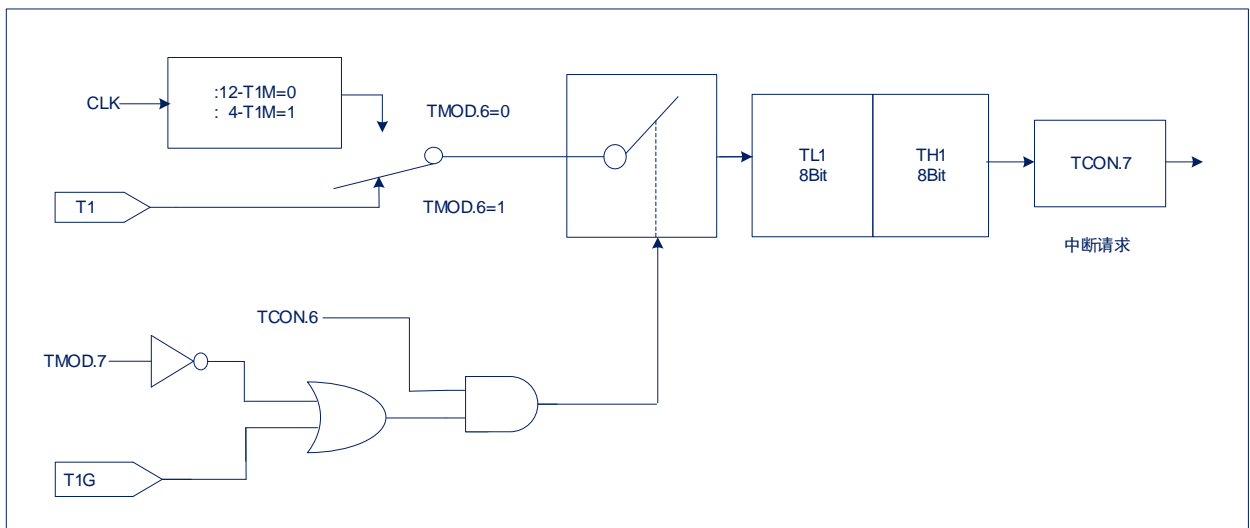 CLK
:12-T1M=0
: 4-T1M=1
TMOD.6=0
T1
TMOD.6=1
TL1
8Bit
TH1
8Bit
TCON.7
中断请求
TCON.6
TMOD.7
T1G